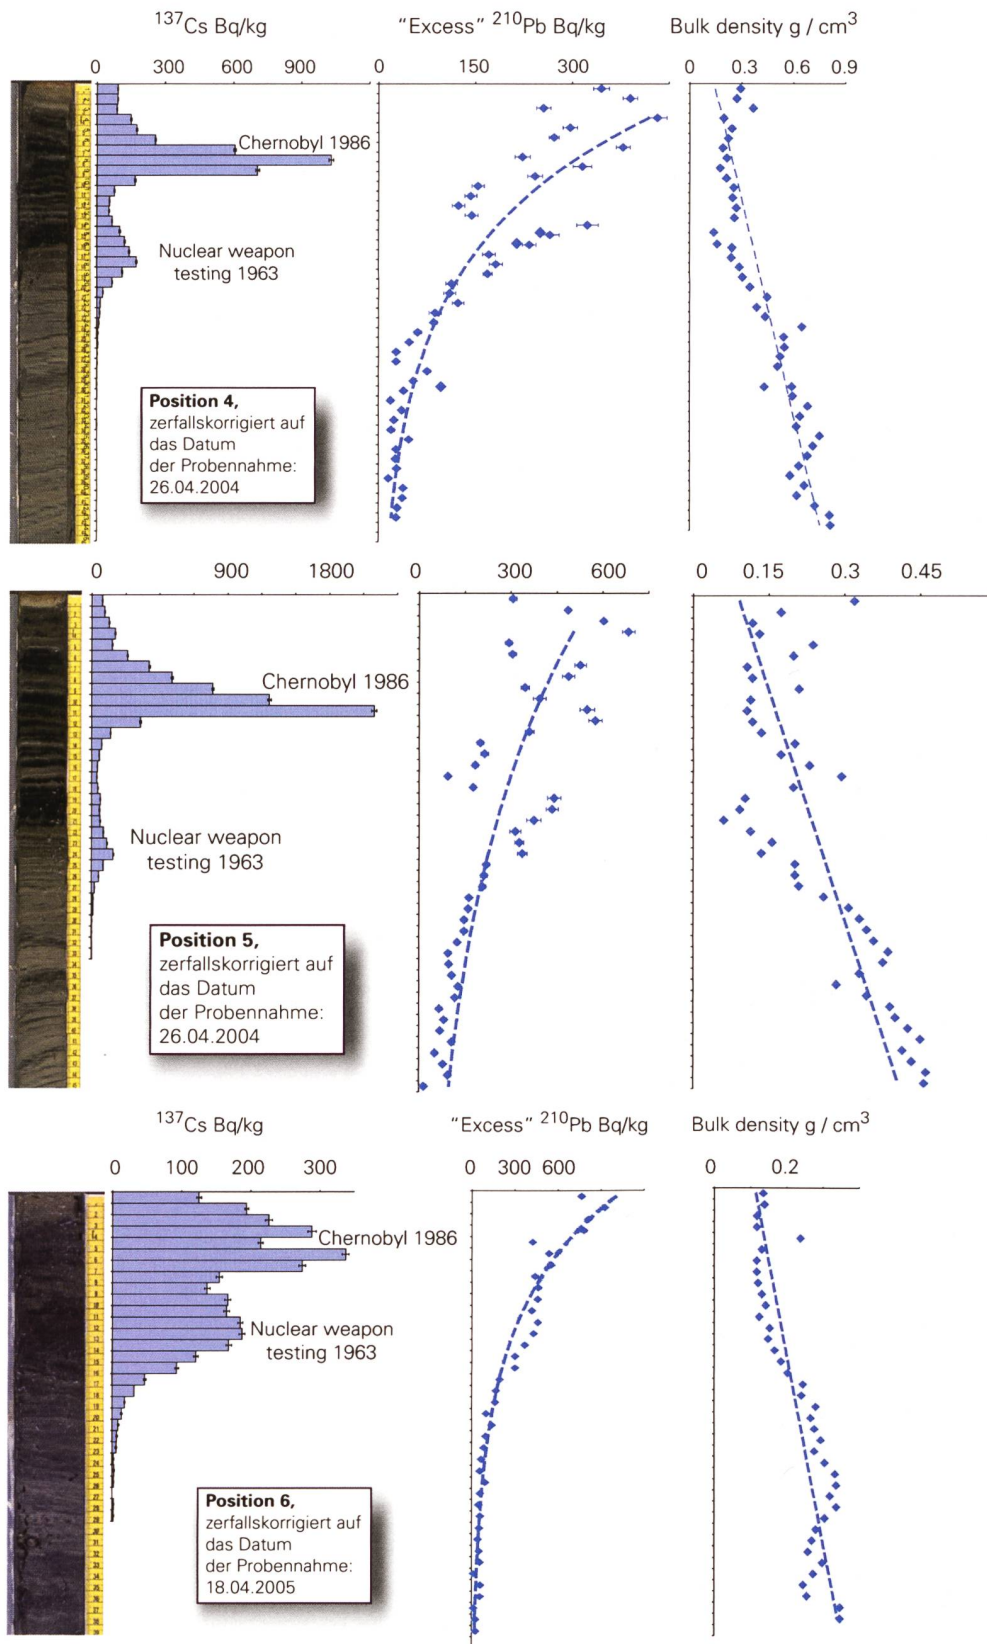 ¹³⁷Cs Bq/kg
"Excess" ²¹⁰Pb Bq/kg
Bulk density g / cm³
0 300 600 900
0 150 300
0 0.3 0.6 0.9
Chernobyl 1986
Nuclear weapon
testing 1963
Position 4,
zerfallskorrigiert auf
das Datum
der Probennahme:
26.04.2004
0 900 1800
0 300 600
0 0.15 0.3 0.45
Chernobyl 1986
Nuclear weapon
testing 1963
Position 5,
zerfallskorrigiert auf
das Datum
der Probennahme:
26.04.2004
¹³⁷Cs Bq/kg
"Excess" ²¹⁰Pb Bq/kg
Bulk density g / cm³
0 100 200 300
0 300 600
0 0.2
Chernobyl 1986
Nuclear weapon
testing 1963
Position 6,
zerfallskorrigiert auf
das Datum
der Probennahme:
18.04.2005